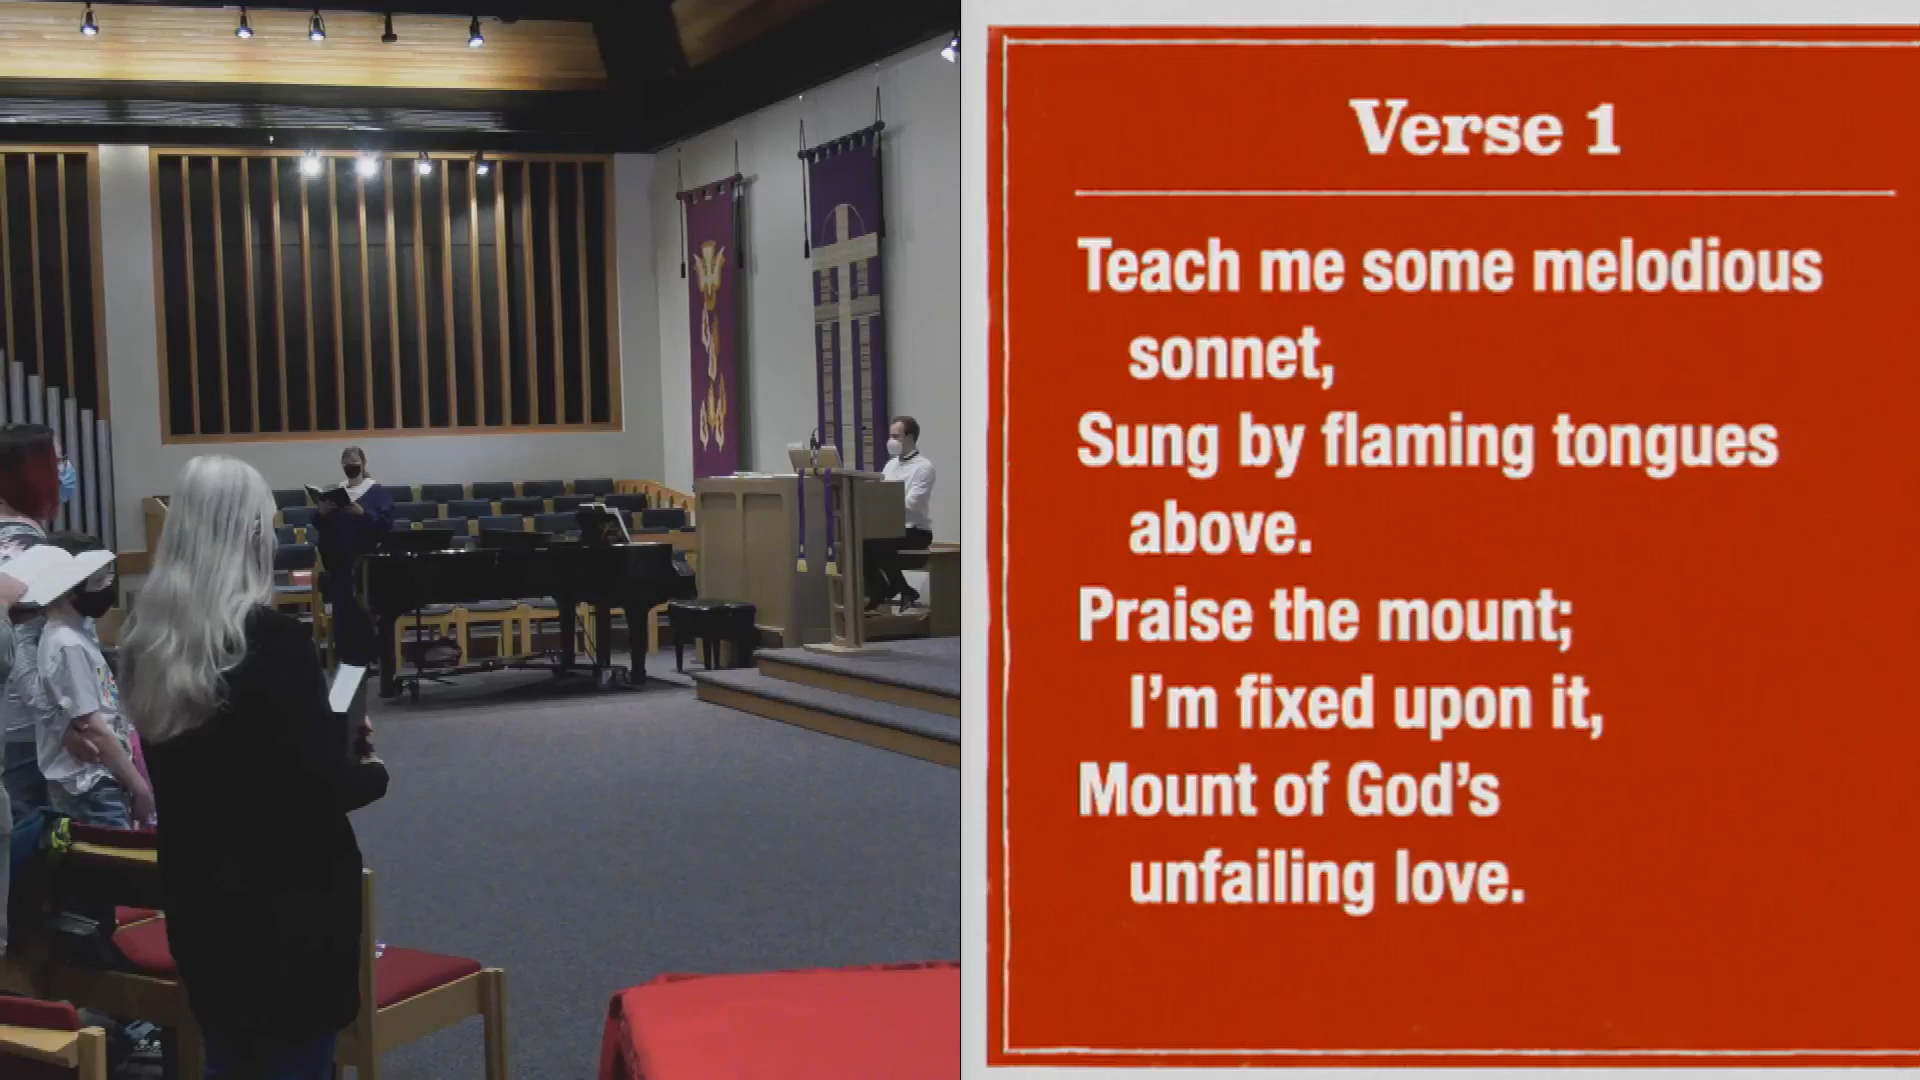 Verse 1
Teach me some melodious
sonnet,
Sung by flaming tongues
above.
Praise the mount;
I'm fixed upon it,
Mount of God's
unfailing love.